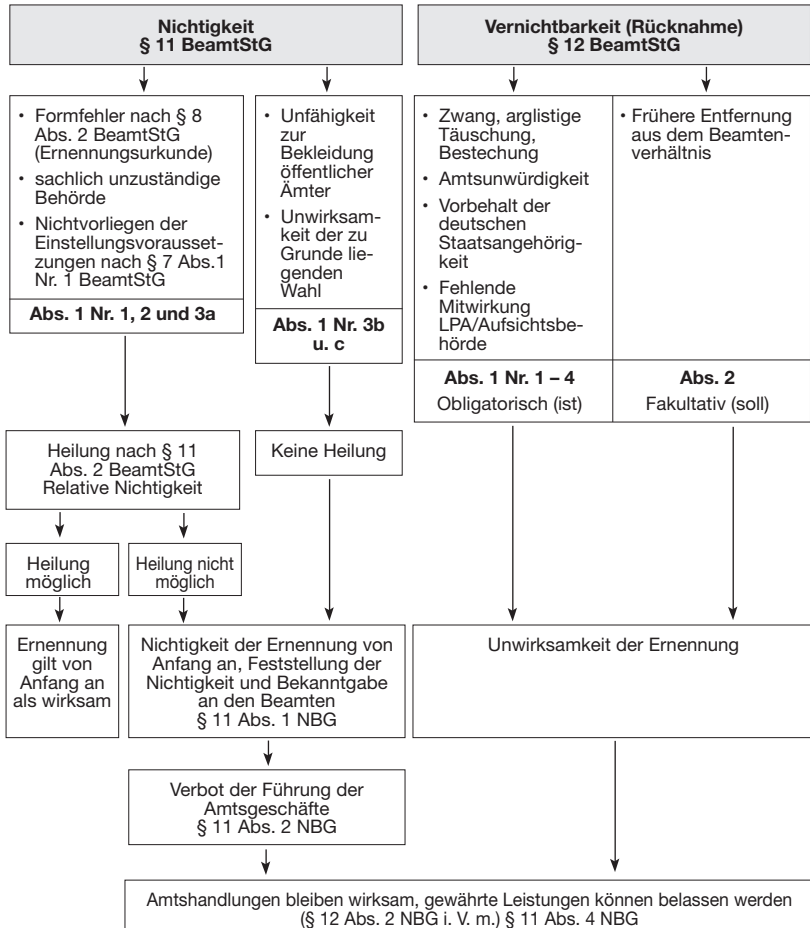 Nichtigkeit
§ 11 BeamtStG
Vernichtbarkeit (Rücknahme)
§ 12 BeamtStG
• Formfehler nach § 8
Abs. 2 BeamtStG
(Ernennungsurkunde)
• sachlich unzuständige
Behörde
• Nichtvorliegen der
Einstellungsvorausset-
zungen nach § 7 Abs.1
Nr. 1 BeamtStG
Abs. 1 Nr. 1, 2 und 3a
• Unfähigkeit
zur
Bekleidung
öffentlicher
Ämter
• Unwirksam-
keit der zu
Grunde lie-
genden
Wahl
Abs. 1 Nr. 3b
u. c
• Zwang, arglistige
Täuschung,
Bestechung
• Amtsunwürdigkeit
• Vorbehalt der
deutschen
Staatsangehörig-
keit
• Fehlende
Mitwirkung
LPA/Aufsichtsbe-
hörde
Abs. 1 Nr. 1 – 4
Obligatorisch (ist)
• Frühere Entfernung
aus dem Beamten-
verhältnis
Abs. 2
Fakultativ (soll)
Heilung nach § 11
Abs. 2 BeamtStG
Relative Nichtigkeit
Keine Heilung
Heilung
möglich
Heilung nicht
möglich
Ernennung
gilt von
Anfang an
als wirksam
Nichtigkeit der Ernennung von
Anfang an, Feststellung der
Nichtigkeit und Bekanntgabe
an den Beamten
§ 11 Abs. 1 NBG
Unwirksamkeit der Ernennung
Verbot der Führung der
Amtsgeschäfte
§ 11 Abs. 2 NBG
Amtshandlungen bleiben wirksam, gewährte Leistungen können belassen werden
(§ 12 Abs. 2 NBG i. V. m.) § 11 Abs. 4 NBG